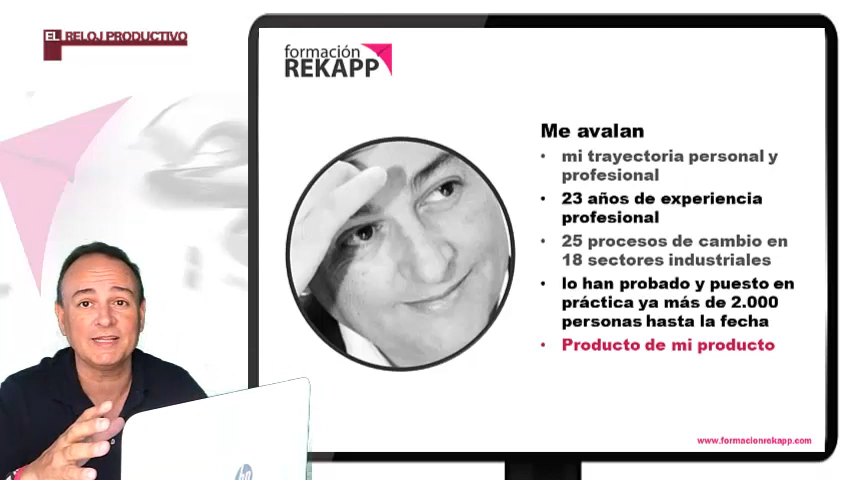 EL RELOJ PRODUCTIVO
formación
REKAPP
Me avalan
• mi trayectoria personal y
profesional
• 23 años de experiencia
profesional
• 25 procesos de cambio en
18 sectores industriales
• lo han probado y puesto en
práctica ya más de 2.000
personas hasta la fecha
• Producto de mi producto
www.formacionrekapp.com
hp